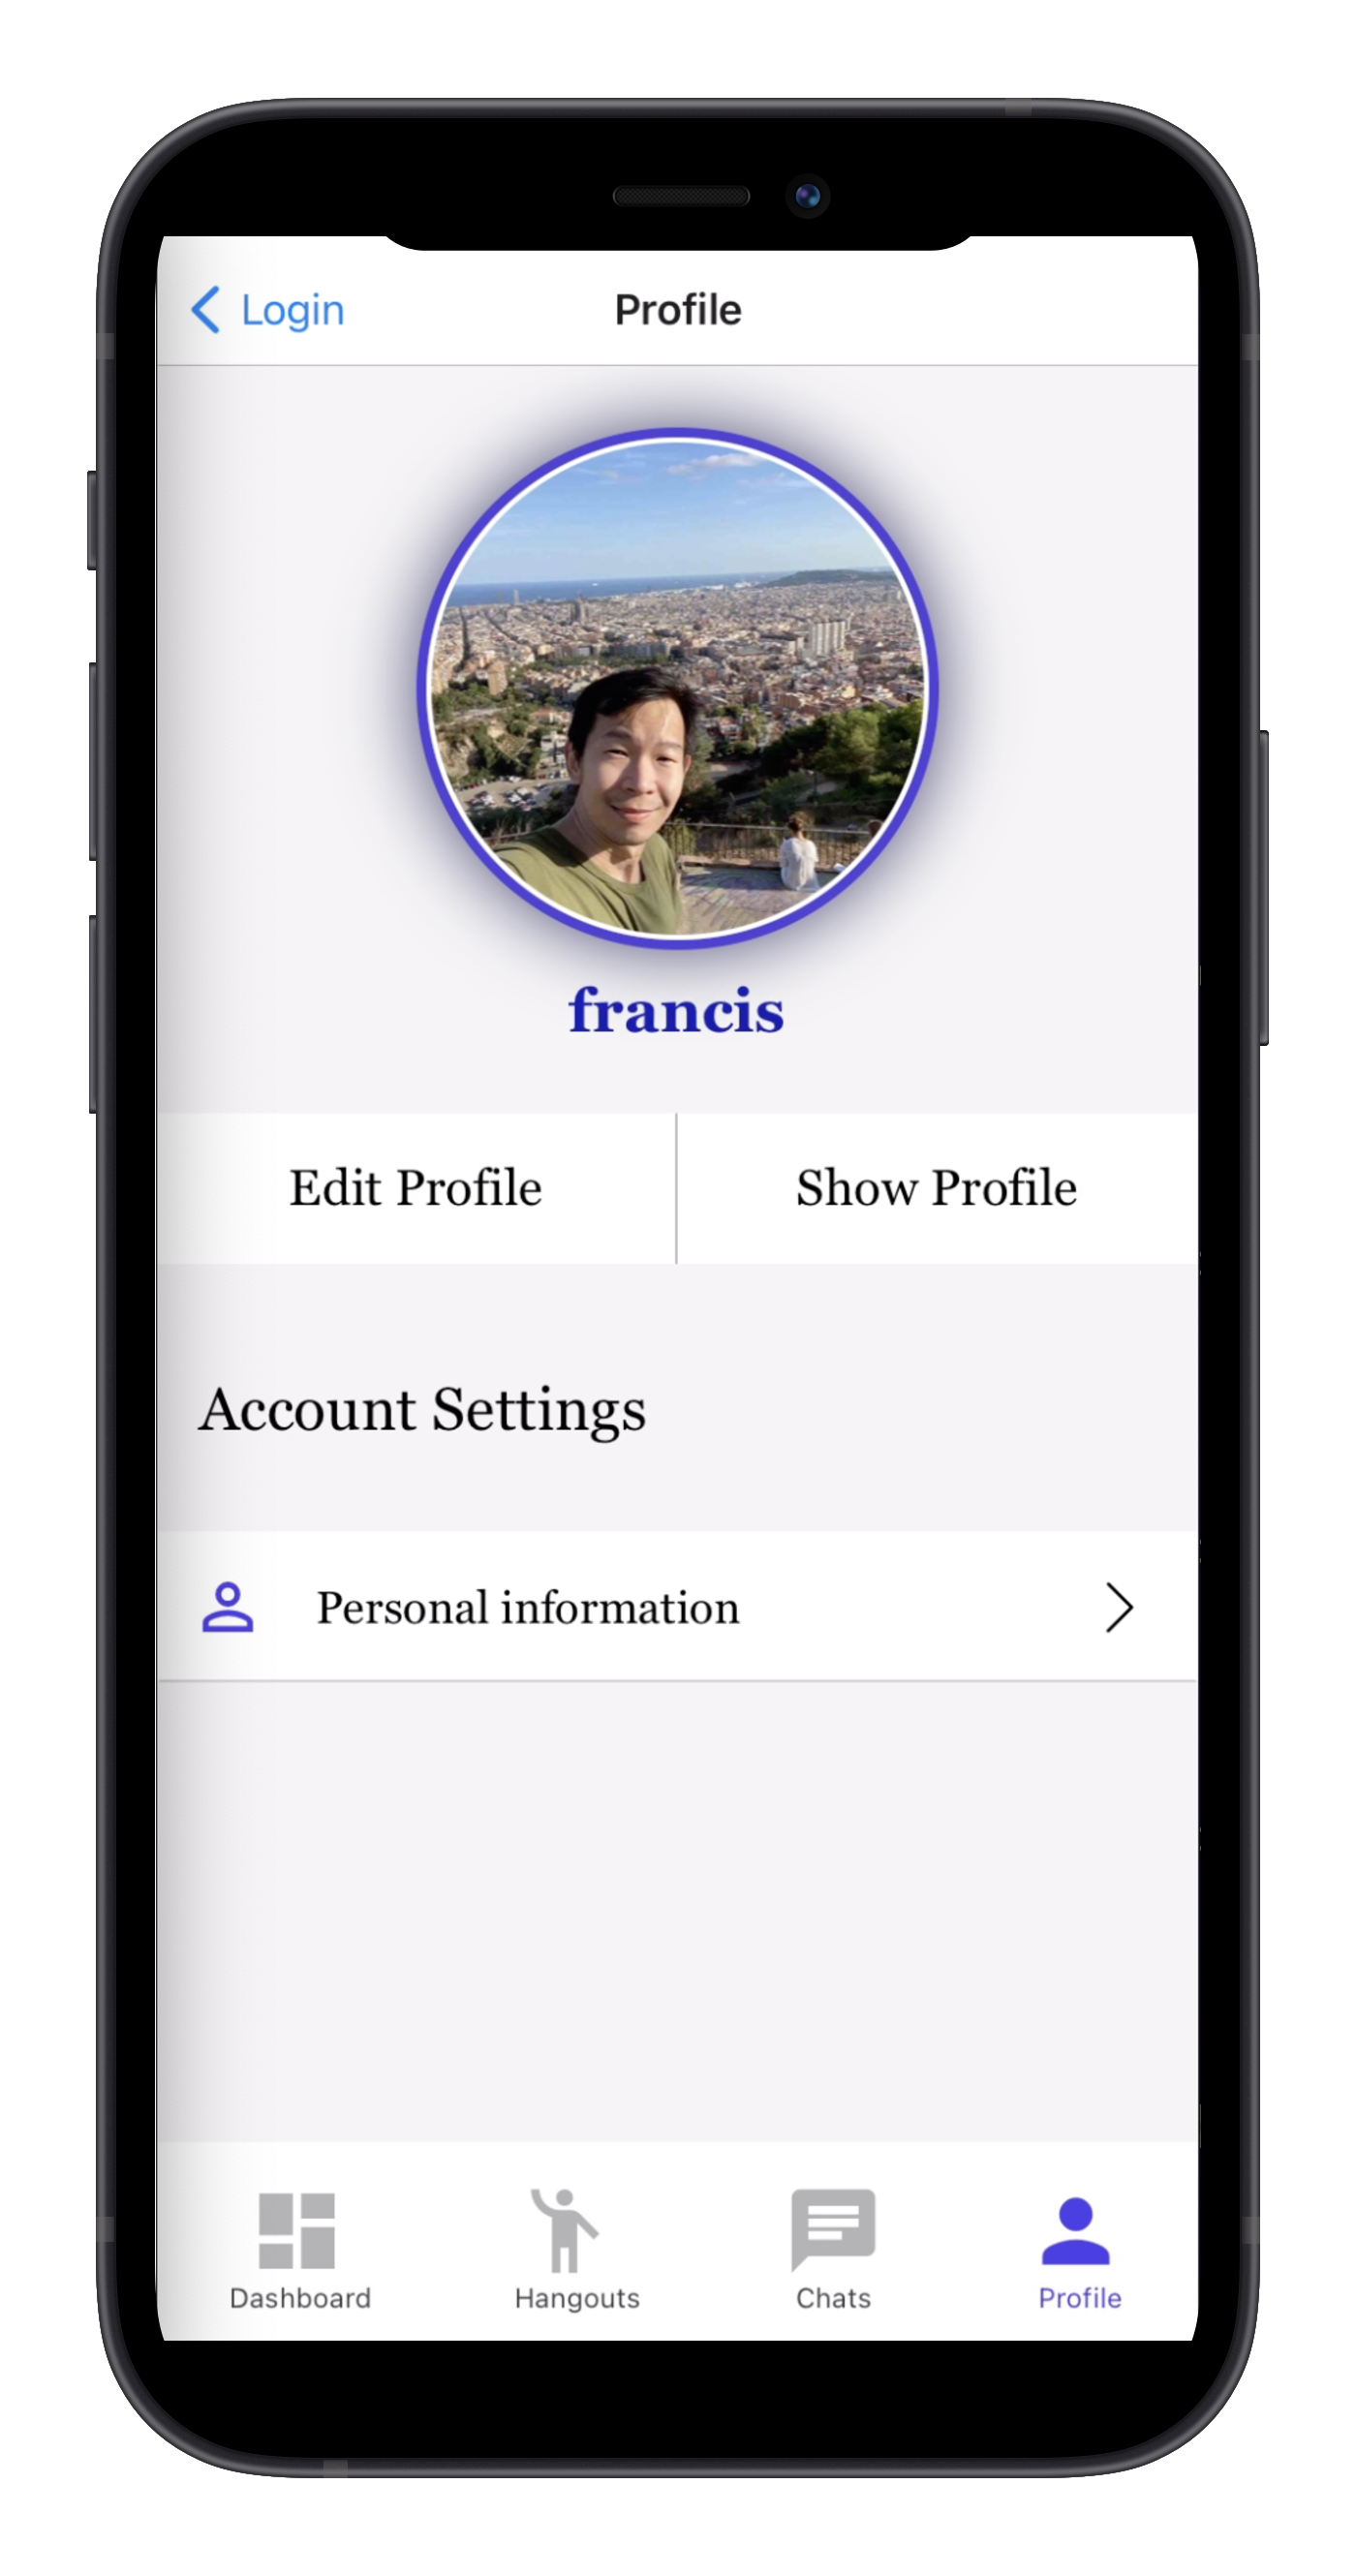 Login
Profile
francis
Edit Profile
Show Profile
Account Settings
Personal information
Dashboard
Hangouts
Chats
Profile